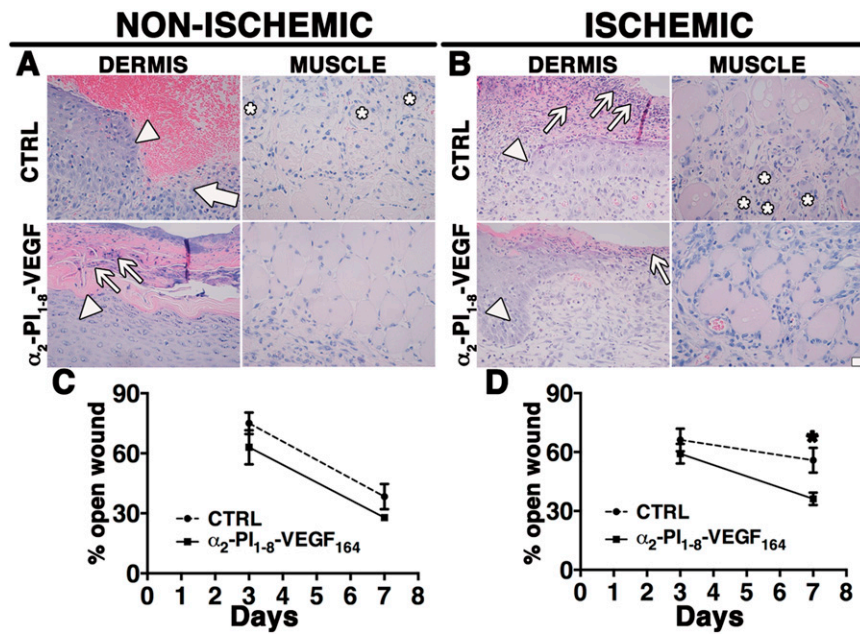 NON-ISCHEMIC
ISCHEMIC
A
DERMIS
MUSCLE
B
DERMIS
MUSCLE
CTRL
CTRL
α₂-PI₁₋₈-VEGF
α₂-PI₁₋₈-VEGF
C
90
60
30
0
% open wound
CTRL
α₂-PI₁₋₈-VEGF₁₆₄
0 1 2 3 4 5 6 7 8
Days
D
90
60
30
0
% open wound
*
CTRL
α₂-PI₁₋₈-VEGF₁₆₄
0 1 2 3 4 5 6 7 8
Days